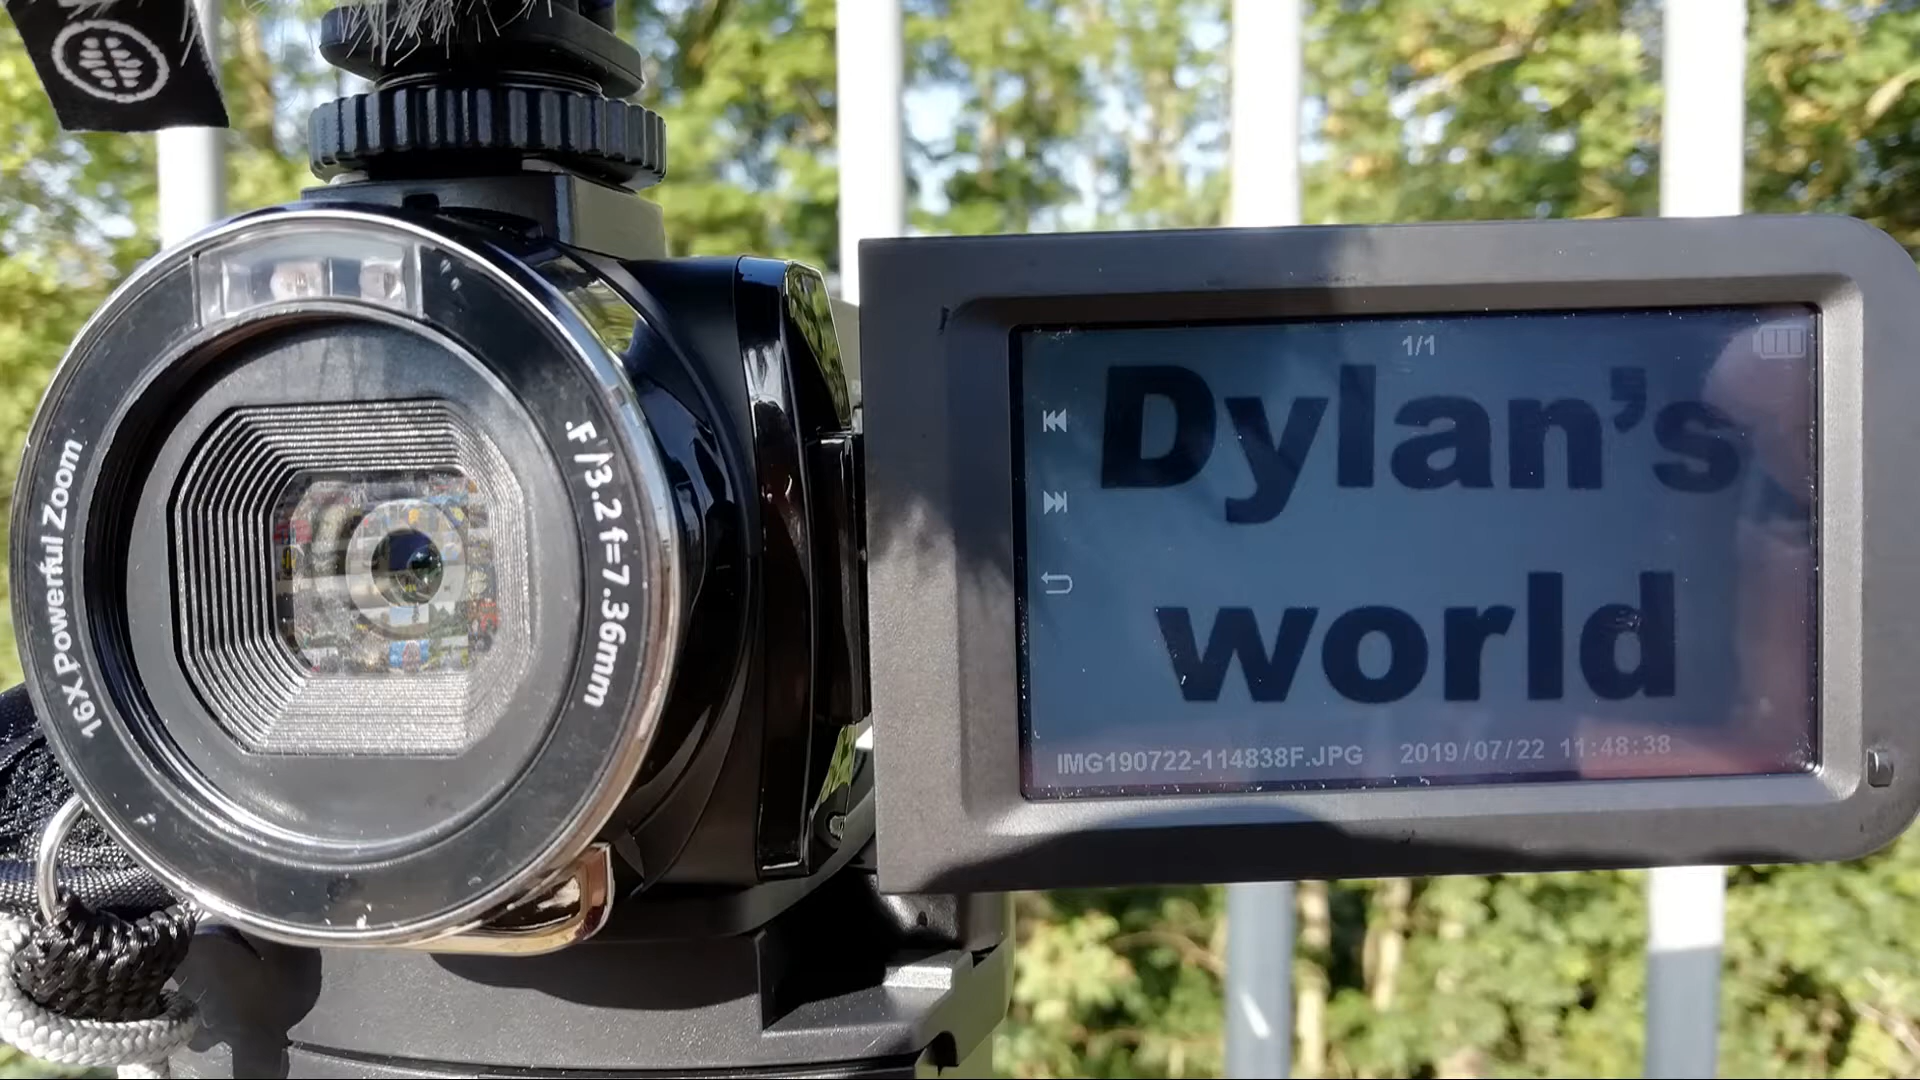 16X Powerful Zoom
F/3.2 f=7.36mm
1/1
Dylan's
world
IMG190722-114838F.JPG 2019/07/22 11:48:38